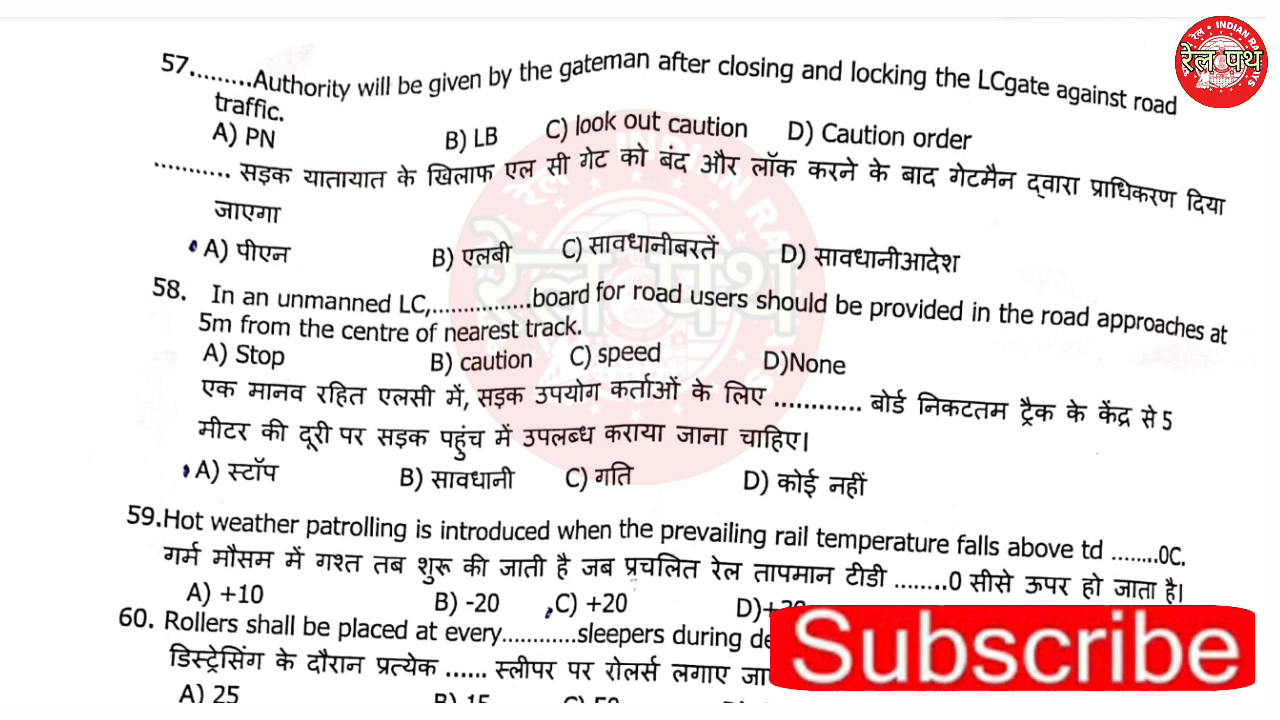 INDIAN RAILWAYS
रेल पथ
57.........Authority will be given by the gateman after closing and locking the LCgate against road
traffic.
A) PN B) LB C) look out caution D) Caution order
........... सड़क यातायात के खिलाफ एल सी गेट को बंद और लॉक करने के बाद गेटमैन द्वारा प्राधिकरण दिया
जाएगा
A) पीएन B) एलबी C) सावधानीबरतें D) सावधानीआदेश
58. In an unmanned LC,...............board for road users should be provided in the road approaches at
5m from the centre of nearest track.
A) Stop B) caution C) speed D)None
एक मानव रहित एलसी में, सड़क उपयोग कर्ताओं के लिए ............ बोर्ड निकटतम ट्रैक के केंद्र से 5
मीटर की दूरी पर सड़क पहुंच में उपलब्ध कराया जाना चाहिए।
A) स्टॉप B) सावधानी C) गति D) कोई नहीं
59.Hot weather patrolling is introduced when the prevailing rail temperature falls above td ........0C.
गर्म मौसम में गश्त तब शुरू की जाती है जब प्रचलित रेल तापमान टीडी ........0 सीसे ऊपर हो जाता है।
A) +10 B) -20 C) +20 D)
60. Rollers shall be placed at every............sleepers during
डिस्ट्रेसिंग के दौरान प्रत्येक ...... स्लीपर पर रोलर्स लगाए
A) 25 B) 15 C) 50
Subscribe